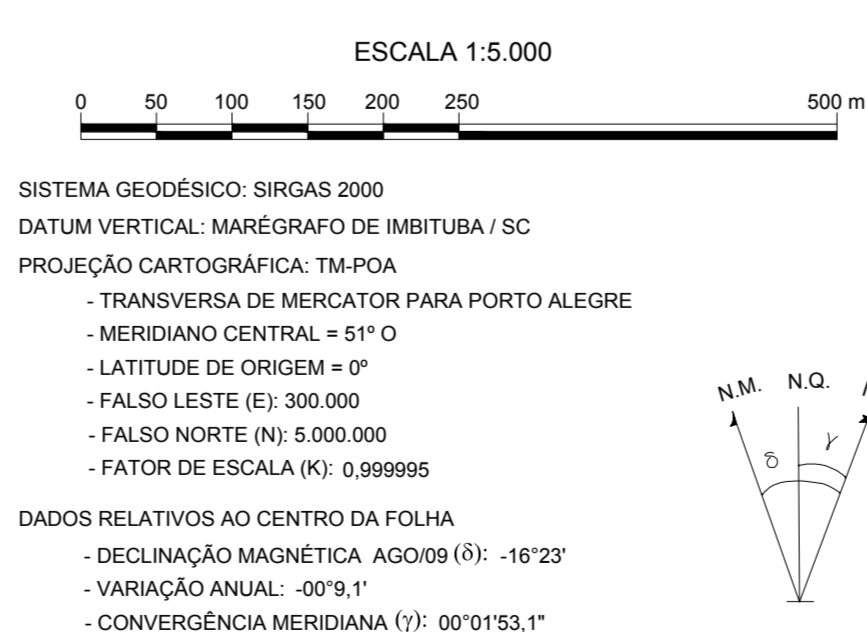 ESCALA 1:5.000
0 50 100 150 200 250 500 m
SISTEMA GEODÉSICO: SIRGAS 2000
DATUM VERTICAL: MARÉGRAFO DE IMBITUBA / SC
PROJEÇÃO CARTOGRÁFICA: TM-POA
- TRANSVERSA DE MERCATOR PARA PORTO ALEGRE
- MERIDIANO CENTRAL = 51º O
- LATITUDE DE ORIGEM = 0º
- FALSO LESTE (E): 300.000
- FALSO NORTE (N): 5.000.000
- FATOR DE ESCALA (K): 0,999995
N.M. N.Q.
δ γ
DADOS RELATIVOS AO CENTRO DA FOLHA
- DECLINAÇÃO MAGNÉTICA AGO/09 (δ): -16°23'
- VARIAÇÃO ANUAL: -00°9,1'
- CONVERGÊNCIA MERIDIANA (γ): 00°01'53,1"